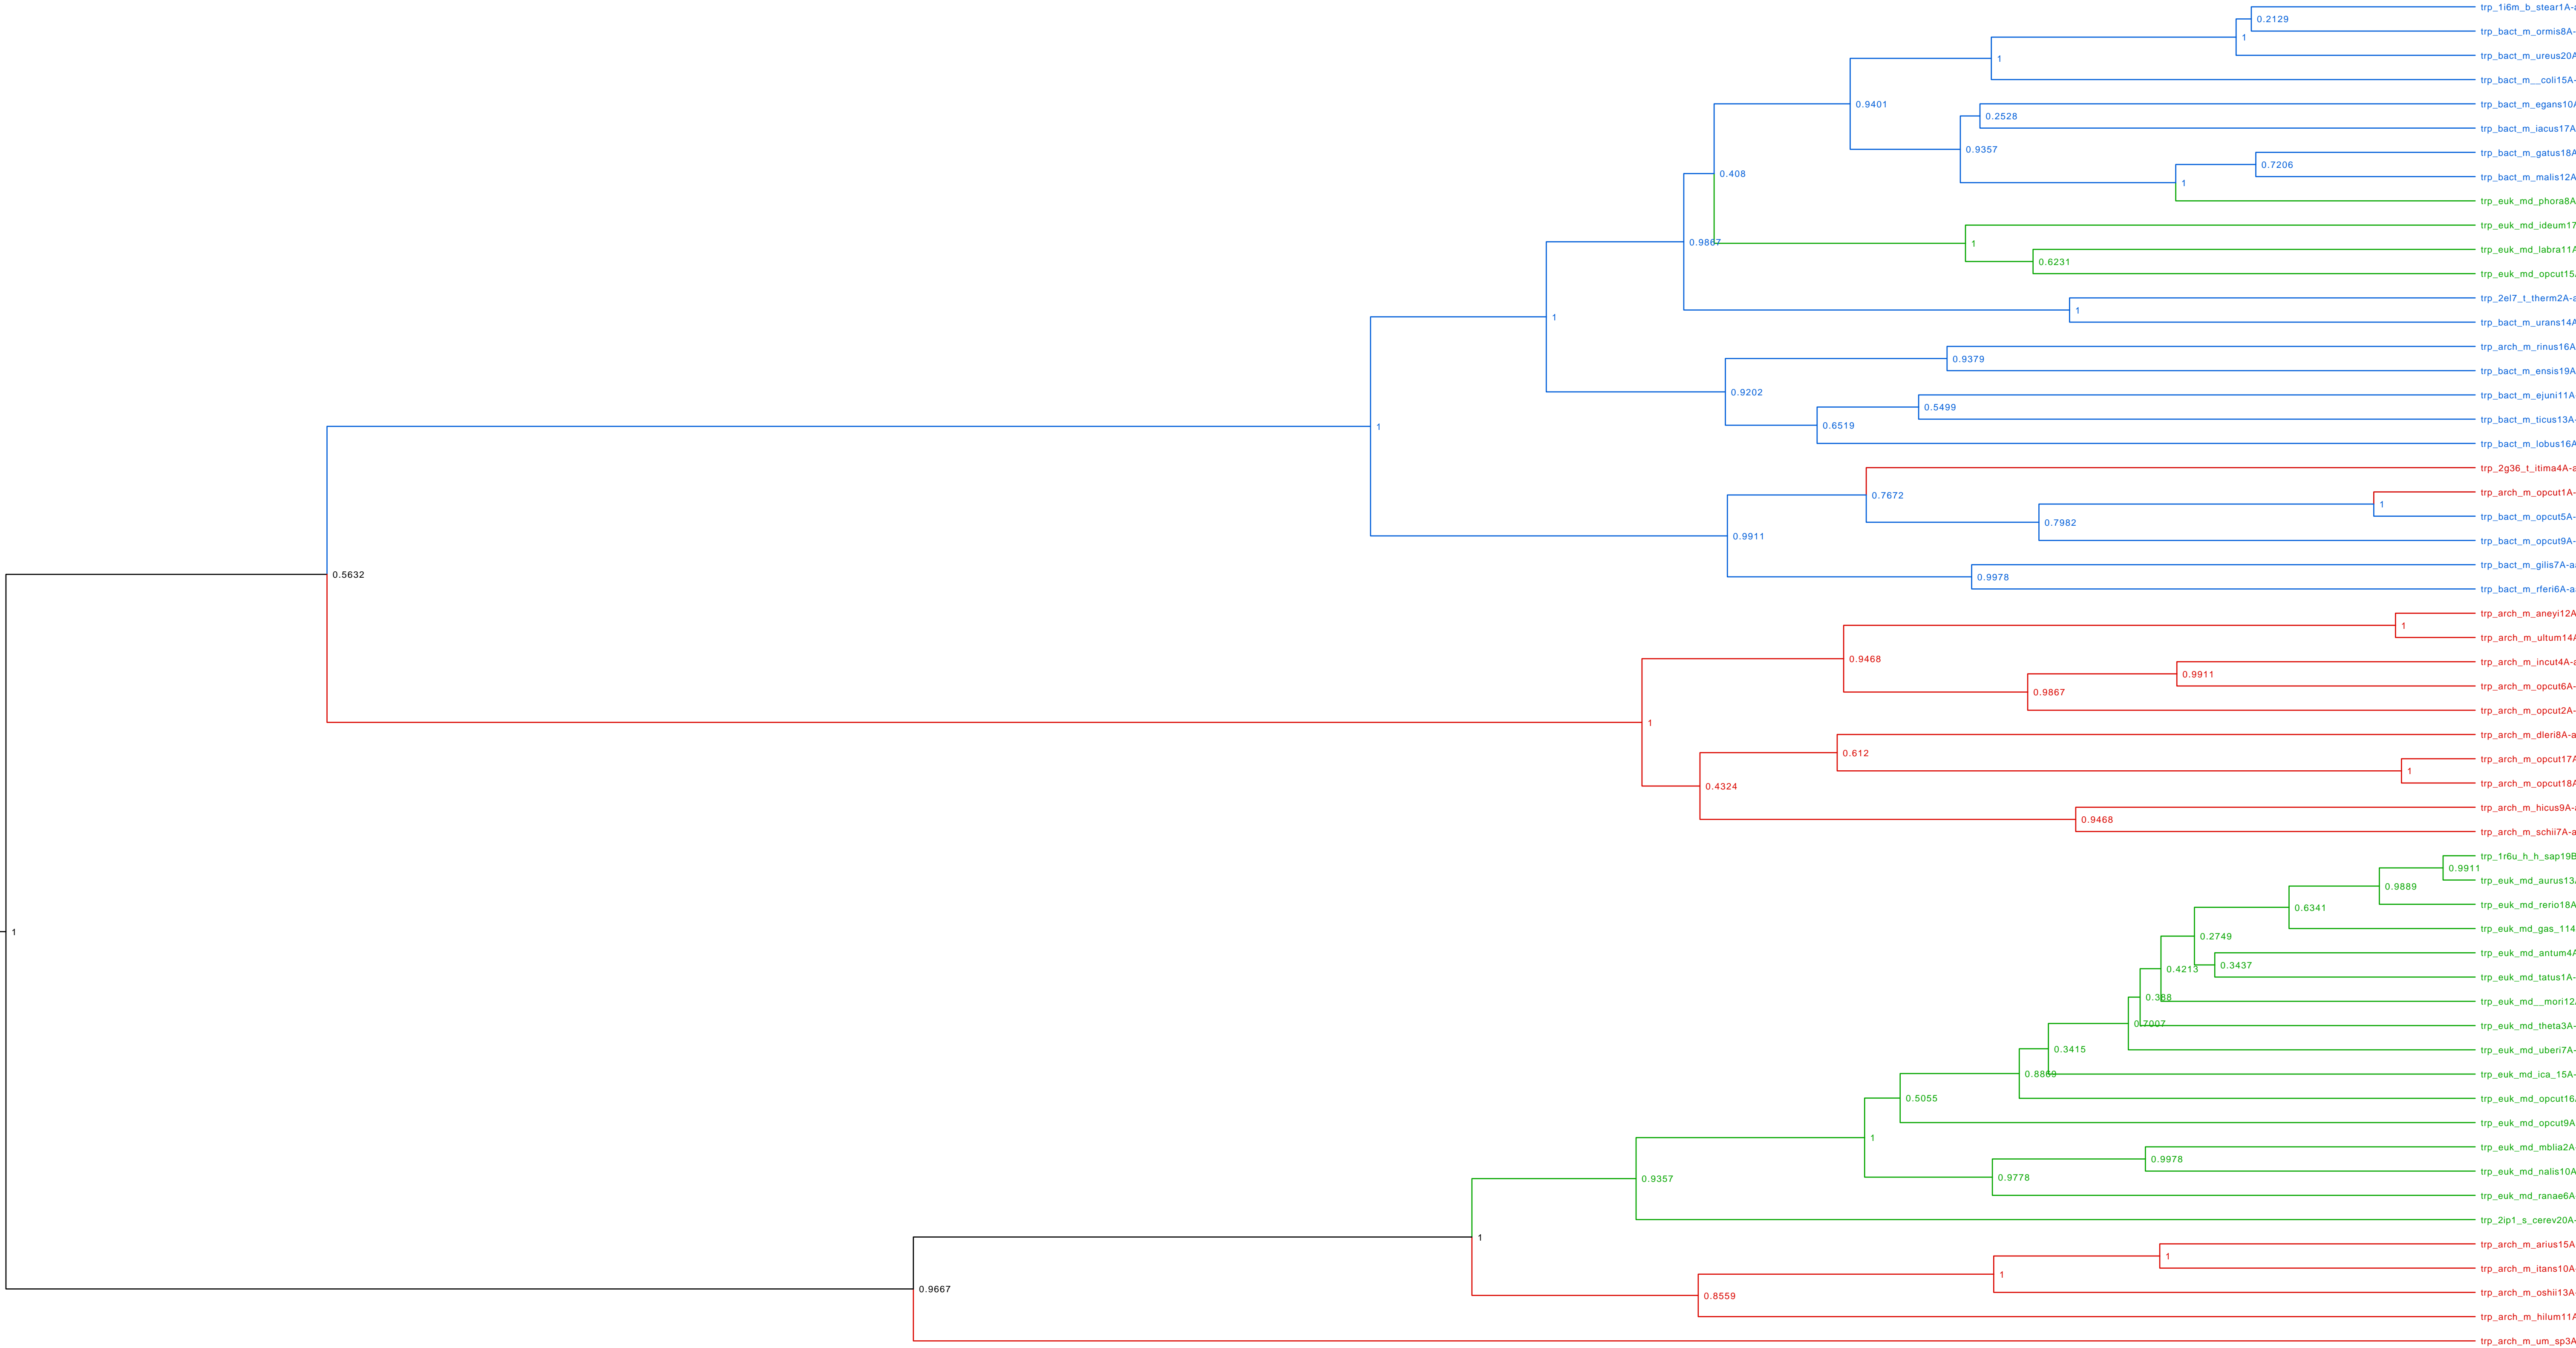 trp_1i6m_b_stear1A-a
0.2129
trp_bact_m_ormis8A-
1
trp_bact_m_ureus20A
1
trp_bact_m__coli15A-
trp_bact_m_egans10A
0.9401
0.2528
trp_bact_m_iacus17A
0.9357
trp_bact_m_gatus18A
0.7206
0.408
trp_bact_m_malis12A
1
trp_euk_md_phora8A
trp_euk_md_ideum17
0.9867
1
trp_euk_md_labra11A
0.6231
trp_euk_md_opcut15
trp_2el7_t_therm2A-a
1
1
trp_bact_m_urans14A
trp_arch_m_rinus16A
0.9379
trp_bact_m_ensis19A
0.9202
trp_bact_m_ejuni11A
0.5499
trp_bact_m_ticus13A-
1
0.6519
trp_bact_m_lobus16A
trp_2g36_t_itima4A-a
0.7672
trp_arch_m_opcut1A-
1
trp_bact_m_opcut5A-
0.7982
0.9911
trp_bact_m_opcut9A-
trp_bact_m_gilis7A-a
0.5632
0.9978
trp_bact_m_rferi6A-a
trp_arch_m_aneyi12A
1
trp_arch_m_ultum14A
0.9468
trp_arch_m_incut4A-a
0.9911
trp_arch_m_opcut6A-
0.9867
trp_arch_m_opcut2A-
1
trp_arch_m_dleri8A-a
0.612
trp_arch_m_opcut17A
1
0.4324
trp_arch_m_opcut18A
trp_arch_m_hicus9A-a
0.9468
trp_arch_m_schii7A-a
trp_1r6u_h_h_sap19B
0.9911
trp_euk_md_aurus13
0.9889
trp_euk_md_rerio18A
0.6341
trp_euk_md_gas_114
1
0.2749
trp_euk_md_antum4A
0.3437
0.4213
trp_euk_md_tatus1A-
0.388
trp_euk_md__mori12
0.7007
trp_euk_md_theta3A-
0.3415
trp_euk_md_uberi7A-
0.8869
trp_euk_md_ica_15A-
0.5055
trp_euk_md_opcut16
trp_euk_md_opcut9A
1
trp_euk_md_mblia2A
0.9978
trp_euk_md_nalis10A
0.9357
0.9778
trp_euk_md_ranae6A
trp_2ip1_s_cerev20A
1
trp_arch_m_arius15A
1
trp_arch_m_itans10A
1
0.9667
trp_arch_m_oshii13A
0.8559
trp_arch_m_hilum11A
trp_arch_m_um_sp3A